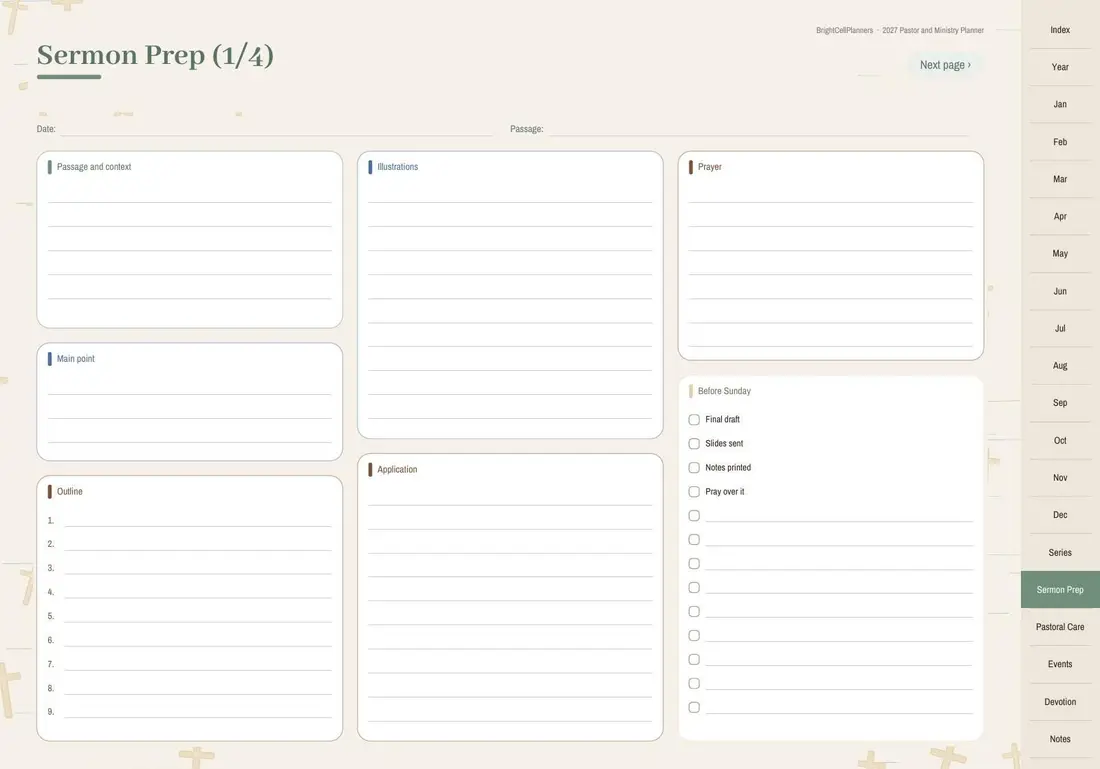 BrightCellPlanners · 2027 Pastor and Ministry Planner
Sermon Prep (1/4)
Next page ›
Date:
Passage:
Passage and context
Main point
Outline
1.
2.
3.
4.
5.
6.
7.
8.
9.
Illustrations
Application
Prayer
Before Sunday
Final draft
Slides sent
Notes printed
Pray over it
Index
Year
Jan
Feb
Mar
Apr
May
Jun
Jul
Aug
Sep
Oct
Nov
Dec
Series
Sermon Prep
Pastoral Care
Events
Devotion
Notes